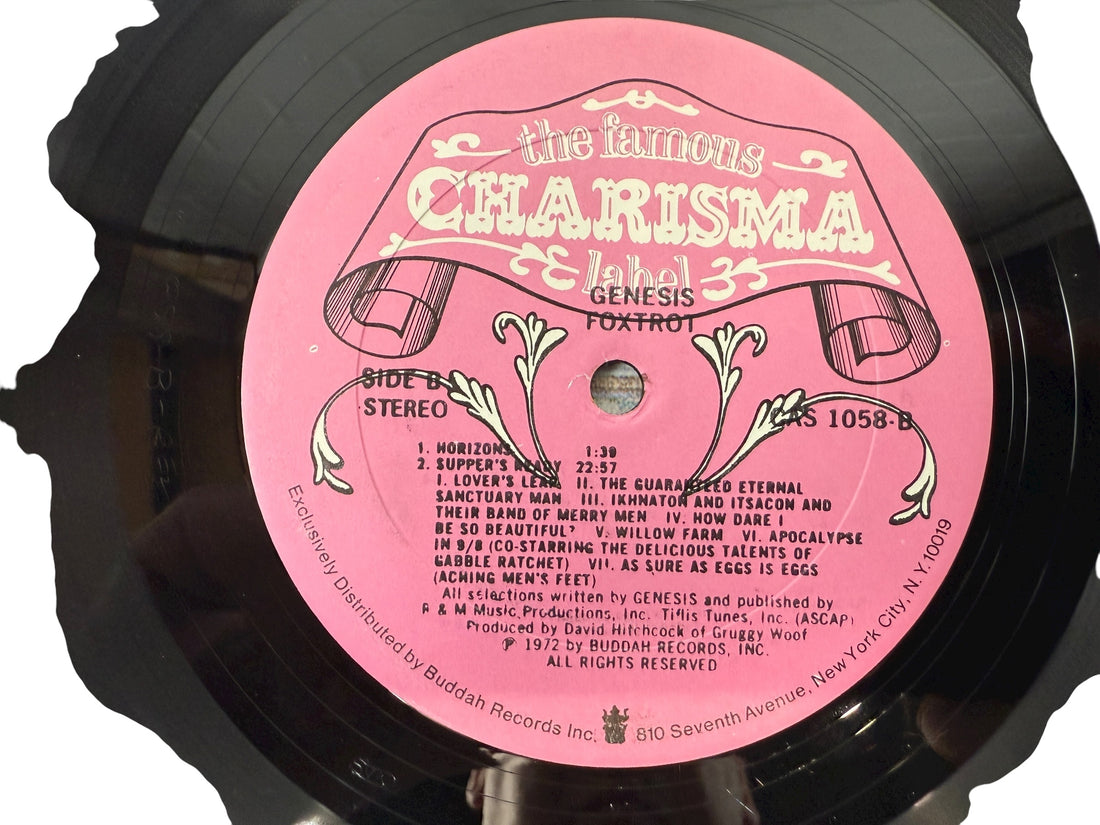 the famous
CHARISMA
label
GENESIS
FOXTROT
SIDE B
STEREO
CAS 1058-B
1. HORIZONS 1:39
2. SUPPER'S READY 22:57
I. LOVER'S LEAP II. THE GUARANTEED ETERNAL
SANCTUARY MAN III. IKHNATON AND ITSACON AND
THEIR BAND OF MERRY MEN IV. HOW DARE I
BE SO BEAUTIFUL? V. WILLOW FARM VI. APOCALYPSE
IN 9/8 (CO-STARRING THE DELICIOUS TALENTS OF
GABBLE RATCHET) VII. AS SURE AS EGGS IS EGGS
(ACHING MEN'S FEET)
All selections written by GENESIS and published by
R & M Music Productions, Inc. Tiflis Tunes, Inc. (ASCAP)
Produced by David Hitchcock of Gruggy Woof
℗ 1972 by BUDDAH RECORDS, INC.
ALL RIGHTS RESERVED
Exclusively Distributed by Buddah Records Inc. 810 Seventh Avenue, New York City, N.Y. 10019